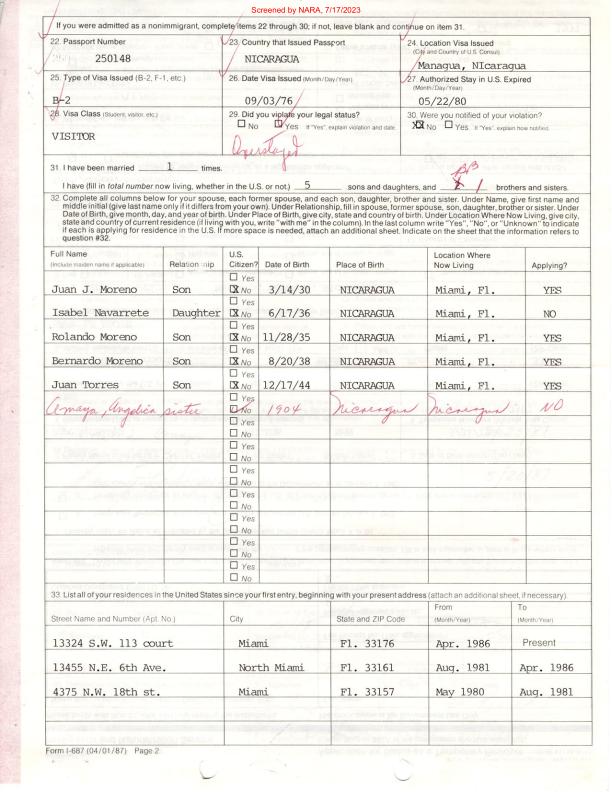 Screened by NARA, 7/17/2023
If you were admitted as a nonimmigrant, complete items 22 through 30; if not, leave blank and continue on item 31.
22. Passport Number
250148
23. Country that Issued Passport
NICARAGUA
24. Location Visa Issued
(City and Country of U.S. Consul)
Managua, Nicaragua
25. Type of Visa Issued (B-2, F-1, etc.)
B-2
26. Date Visa Issued (Month/Day/Year)
09/03/76
27. Authorized Stay in U.S. Expired
(Month/Day/Year)
05/22/80
28. Visa Class (Student, visitor, etc.)
VISITOR
29. Did you violate your legal status?
No Yes If "Yes", explain violation and date.
Overstayed
30. Were you notified of your violation?
XX No Yes If "Yes", explain how notified.
31. I have been married 1 times.
I have (fill in total number now living, whether in the U.S. or not.) 5 sons and daughters, and 1 brothers and sisters.
32. Complete all columns below for your spouse, each former spouse, and each son, daughter, brother and sister. Under Name, give first name and
middle initial (give last name only if it differs from your own). Under Relationship, fill in spouse, former spouse, son, daughter, brother or sister. Under
Date of Birth, give month, day, and year of birth. Under Place of Birth, give city, state and country of birth. Under Location Where Now Living, give city,
state and country of current residence (if living with you, write "with me" in the column). In the last column write "Yes", "No", or "Unknown" to indicate
if each is applying for residence in the U.S. If more space is needed, attach an additional sheet. Indicate on the sheet that the information refers to
question #32.
Full Name
(Include maiden name if applicable)
Relationship
U.S.
Citizen?
Date of Birth
Place of Birth
Location Where
Now Living
Applying?
Yes
Juan J. Moreno Son X No 3/14/30 NICARAGUA Miami, Fl. YES
Yes
Isabel Navarrete Daughter X No 6/17/36 NICARAGUA Miami, Fl. NO
Yes
Rolando Moreno Son X No 11/28/35 NICARAGUA Miami, Fl. YES
Yes
Bernardo Moreno Son X No 8/20/38 NICARAGUA Miami, Fl. YES
Yes
Juan Torres Son X No 12/17/44 NICARAGUA Miami, Fl. YES
Yes
Amaya, Angelica sister No 1904 Nicaragua Nicaragua NO
Yes
No
Yes
No
Yes
No
Yes
No
Yes
No
Yes
No
Yes
No
33. List all of your residences in the United States since your first entry, beginning with your present address (attach an additional sheet, if necessary)
Street Name and Number (Apt. No.) City State and ZIP Code
From
(Month/Year)
To
(Month/Year)
13324 S.W. 113 court Miami Fl. 33176 Apr. 1986 Present
13455 N.E. 6th Ave. North Miami Fl. 33161 Aug. 1981 Apr. 1986
4375 N.W. 18th st. Miami Fl. 33157 May 1980 Aug. 1981
Form I-687 (04/01/87) Page 2